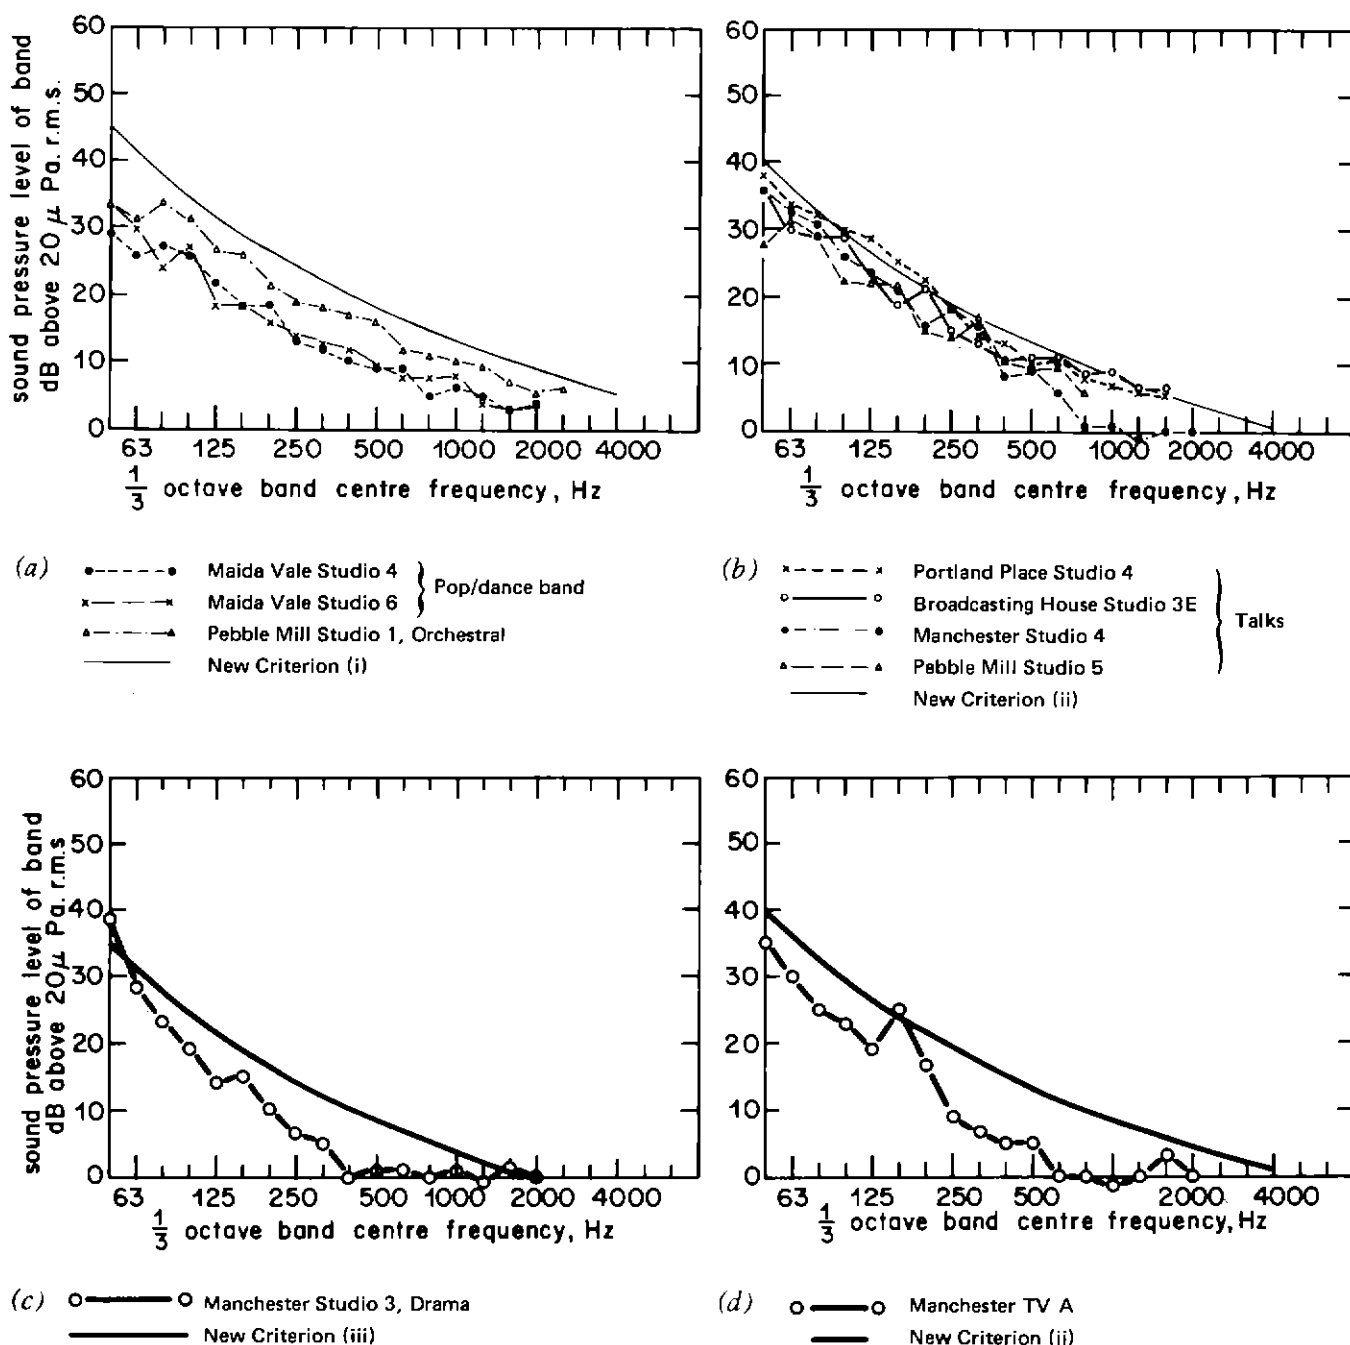 sound pressure level of band
dB above 20μ Pa. r.m.s.
60
50
40
30
20
10
0
63 125 250 500 1000 2000 4000
1/3 octave band centre frequency, Hz
60
50
40
30
20
10
0
63 125 250 500 1000 2000 4000
1/3 octave band centre frequency, Hz
(a) Maida Vale Studio 4
Maida Vale Studio 6
Pop/dance band
Pebble Mill Studio 1, Orchestral
New Criterion (i)
(b) Portland Place Studio 4
Broadcasting House Studio 3E
Manchester Studio 4
Pebble Mill Studio 5
Talks
New Criterion (ii)
sound pressure level of band
dB above 20μ Pa. r.m.s
60
50
40
30
20
10
0
63 125 250 500 1000 2000 4000
1/3 octave band centre frequency, Hz
60
50
40
30
20
10
0
63 125 250 500 1000 2000 4000
1/3 octave band centre frequency, Hz
(c) Manchester Studio 3, Drama
New Criterion (iii)
(d) Manchester TV A
New Criterion (ii)